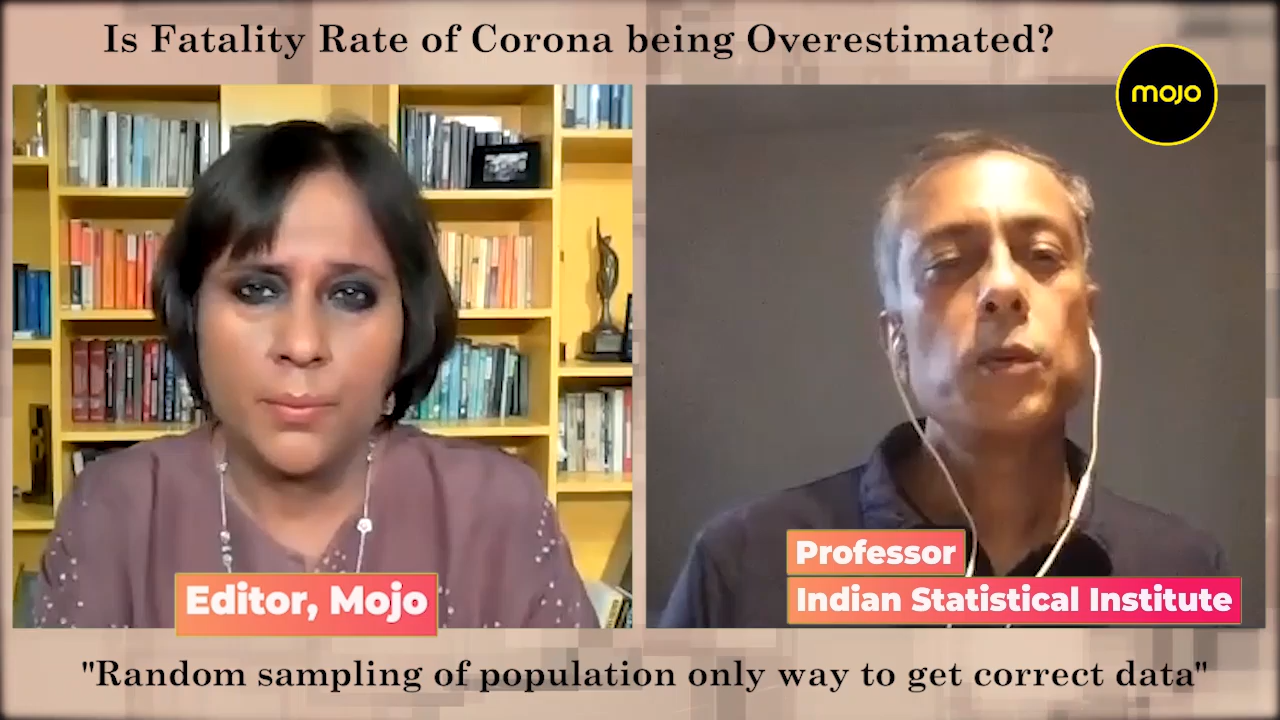 Is Fatality Rate of Corona being Overestimated?
mojo
Editor, Mojo
Professor
Indian Statistical Institute
"Random sampling of population only way to get correct data"